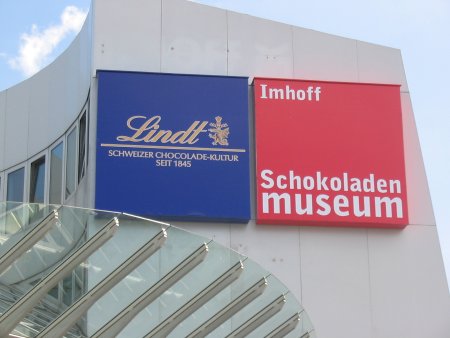 Lindt
SCHWEIZER CHOCOLADE-KULTUR
SEIT 1845
Imhoff
Schokoladen
museum